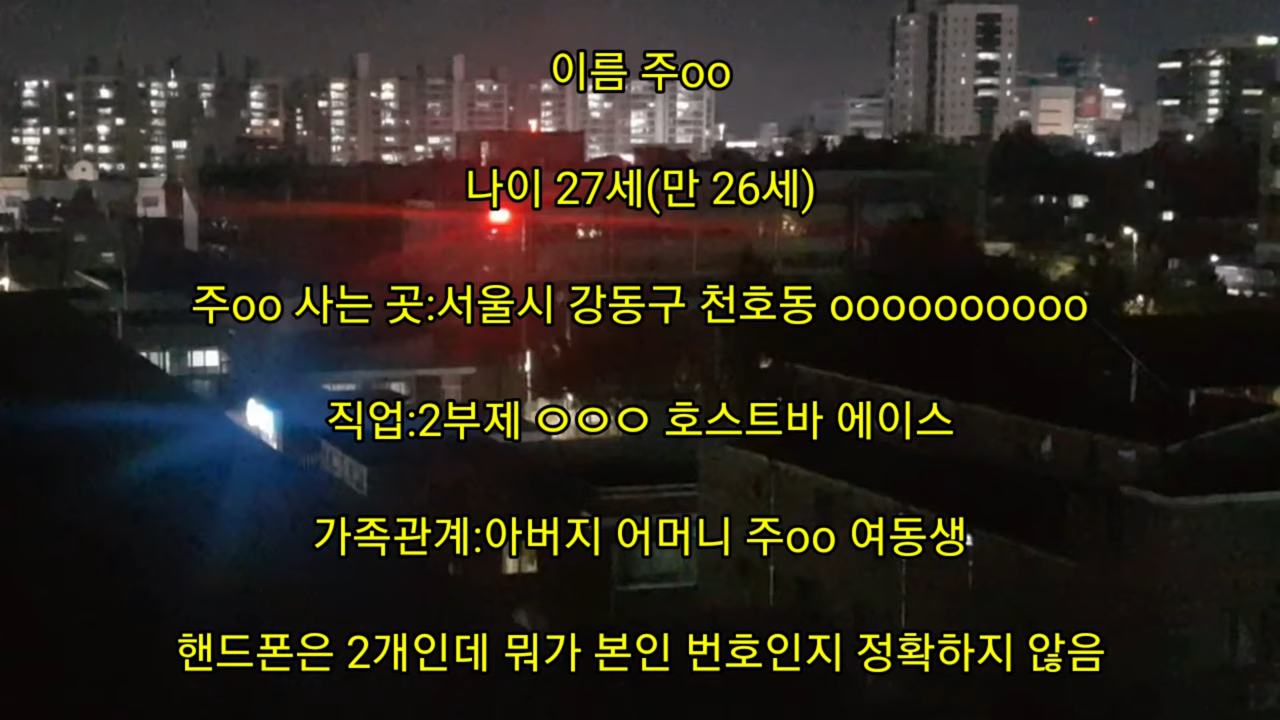 이름 주oo
나이 27세(만 26세)
주oo 사는 곳:서울시 강동구 천호동 oooooooooo
직업:2부제 ㅇㅇㅇ 호스트바 에이스
가족관계:아버지 어머니 주oo 여동생
핸드폰은 2개인데 뭐가 본인 번호인지 정확하지 않음